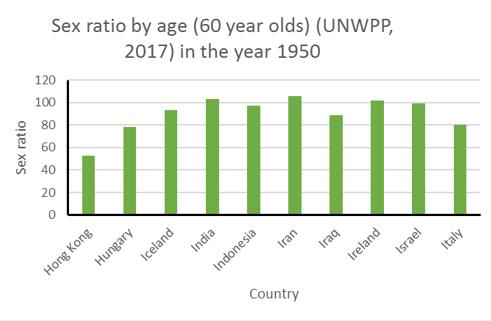 Sex ratio by age (60 year olds) (UNWPP,
2017) in the year 1950
120
100
80
60
40
20
0
Sex ratio
Hong Kong
Hungary
Iceland
India
Indonesia
Iran
Iraq
Ireland
Israel
Italy
Country